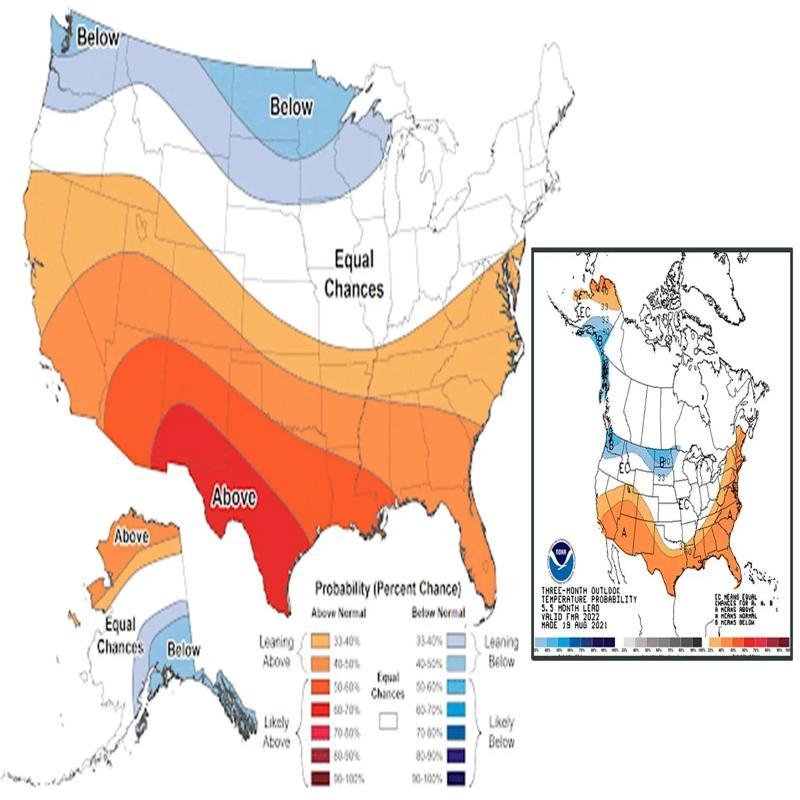 Below
Below
Equal
Chances
Above
Above
Equal
Chances
Below
Probability (Percent Chance)
Above Normal
Below Normal
Leaning
Above
33-40%
40-50%
50-60%
60-70%
70-80%
80-90%
90-100%
Likely
Above
Equal
Chances
33-40%
40-50%
50-60%
60-70%
70-80%
80-90%
90-100%
Leaning
Below
Likely
Below
A
EC
33
33
B
B
B
EC
33
EC
A
A
NOAA
THREE-MONTH OUTLOOK
TEMPERATURE PROBABILITY
5.5 MONTH LEAD
VALID FMA 2022
MADE 19 AUG 2021
EC MEANS EQUAL
CHANCES FOR A, N, B
A MEANS ABOVE
N MEANS NORMAL
B MEANS BELOW